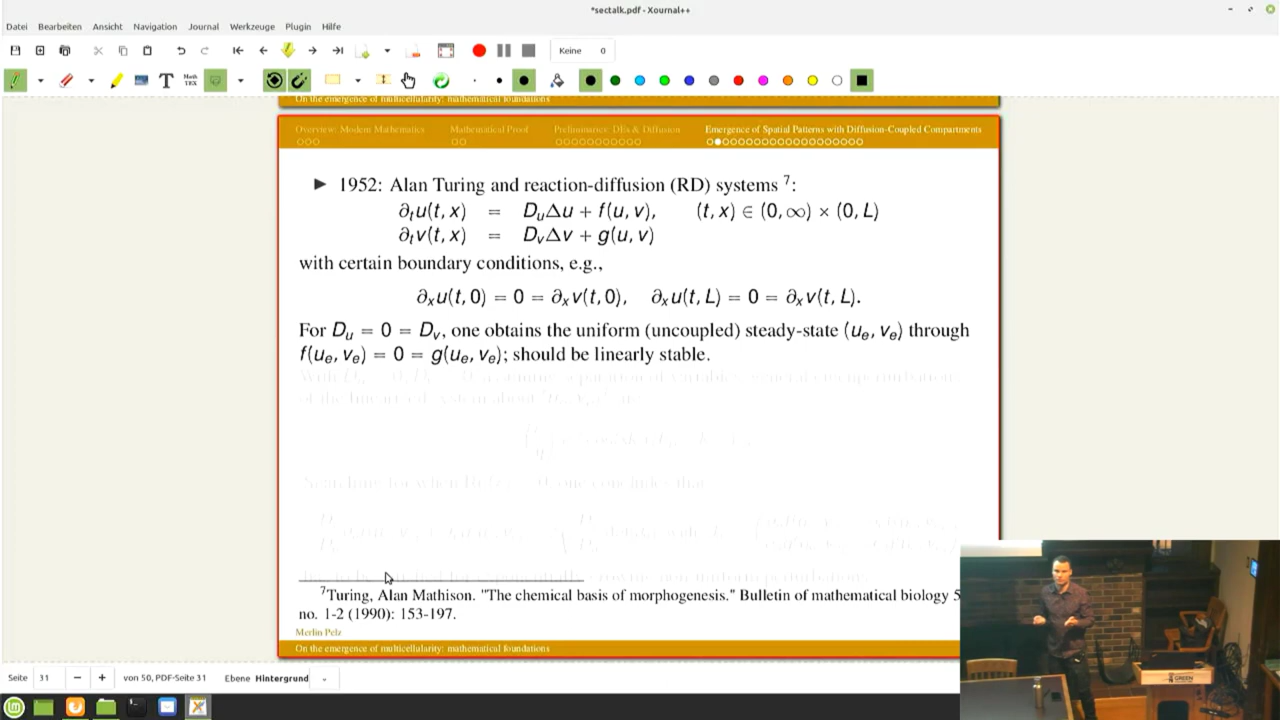 *sectalk.pdf - Xournal++
Datei Bearbeiten Ansicht Navigation Journal Werkzeuge Plugin Hilfe
Keine 0
T Math TEX
On the emergence of multicellularity: mathematical foundations
Overview: Modern Mathematics Mathematical Proof Preliminaries: DEs & Diffusion Emergence of Spatial Patterns with Diffusion-Coupled Compartments
▶ 1952: Alan Turing and reaction-diffusion (RD) systems ⁷:
∂ₜu(t, x) = DᵤΔu + f(u, v), (t, x) ∈ (0, ∞) × (0, L)
∂ₜv(t, x) = DᵥΔv + g(u, v)
with certain boundary conditions, e.g.,
∂ₓu(t, 0) = 0 = ∂ₓv(t, 0), ∂ₓu(t, L) = 0 = ∂ₓv(t, L).
For Dᵤ = 0 = Dᵥ, one obtains the uniform (uncoupled) steady-state (uₑ, vₑ) through
f(uₑ, vₑ) = 0 = g(uₑ, vₑ); should be linearly stable.
⁷Turing, Alan Mathison. "The chemical basis of morphogenesis." Bulletin of mathematical biology 5
no. 1-2 (1990): 153-197.
Merlin Pelz
On the emergence of multicellularity: mathematical foundations
GREEN
Seite 31 von 50, PDF-Seite 31 Ebene Hintergrund